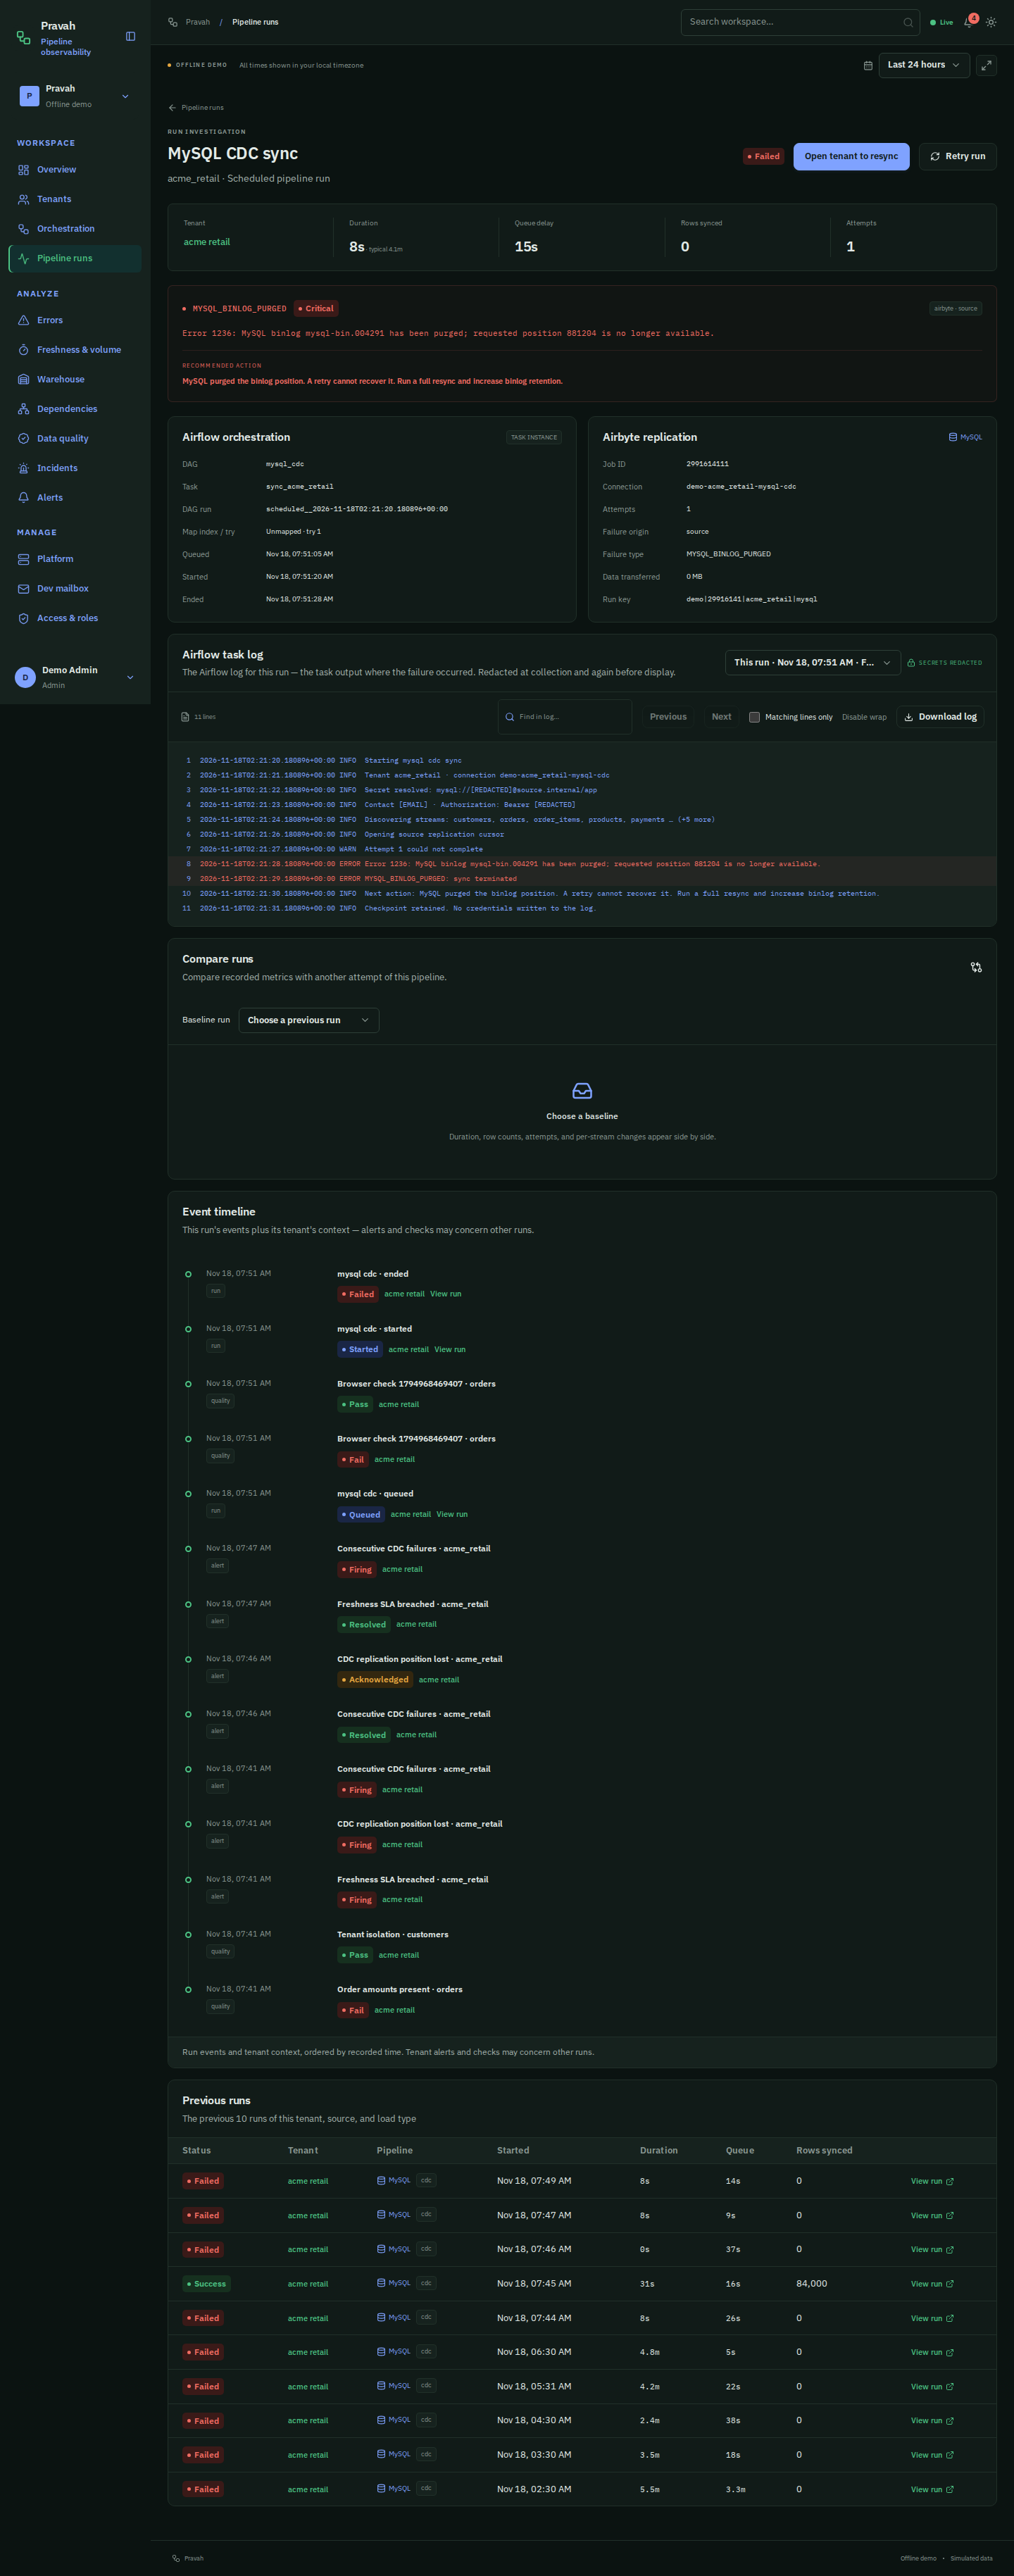 Pravah
Pipeline
observability
P
Pravah
Offline demo
WORKSPACE
Overview
Tenants
Orchestration
Pipeline runs
ANALYZE
Errors
Freshness & volume
Warehouse
Dependencies
Data quality
Incidents
Alerts
MANAGE
Platform
Dev mailbox
Access & roles
D
Demo Admin
Admin
Pravah / Pipeline runs
Search workspace...
Live
4
OFFLINE DEMO All times shown in your local timezone
Last 24 hours
Pipeline runs
RUN INVESTIGATION
MySQL CDC sync
acme_retail · Scheduled pipeline run
Failed
Open tenant to resync
Retry run
Tenant Duration Queue delay Rows synced Attempts
acme retail 8s · typical 4.1m 15s 0 1
MYSQL_BINLOG_PURGED Critical airbyte · source
Error 1236: MySQL binlog mysql-bin.004291 has been purged; requested position 881204 is no longer available.
RECOMMENDED ACTION
MySQL purged the binlog position. A retry cannot recover it. Run a full resync and increase binlog retention.
Airflow orchestration TASK INSTANCE
DAG mysql_cdc
Task sync_acme_retail
DAG run scheduled__2026-11-18T02:21:20.180896+00:00
Map index / try Unmapped · try 1
Queued Nov 18, 07:51:05 AM
Started Nov 18, 07:51:20 AM
Ended Nov 18, 07:51:28 AM
Airbyte replication MySQL
Job ID 2991614111
Connection demo-acme_retail-mysql-cdc
Attempts 1
Failure origin source
Failure type MYSQL_BINLOG_PURGED
Data transferred 0 MB
Run key demo|29916141|acme_retail|mysql
Airflow task log
The Airflow log for this run — the task output where the failure occurred. Redacted at collection and again before display.
This run · Nov 18, 07:51 AM · F...
SECRETS REDACTED
11 lines
Find in log...
Previous Next Matching lines only Disable wrap Download log
1 2026-11-18T02:21:20.180896+00:00 INFO Starting mysql cdc sync
2 2026-11-18T02:21:21.180896+00:00 INFO Tenant acme_retail · connection demo-acme_retail-mysql-cdc
3 2026-11-18T02:21:22.180896+00:00 INFO Secret resolved: mysql://[REDACTED]@source.internal/app
4 2026-11-18T02:21:23.180896+00:00 INFO Contact [EMAIL] · Authorization: Bearer [REDACTED]
5 2026-11-18T02:21:24.180896+00:00 INFO Discovering streams: customers, orders, order_items, products, payments … (+5 more)
6 2026-11-18T02:21:26.180896+00:00 INFO Opening source replication cursor
7 2026-11-18T02:21:27.180896+00:00 WARN Attempt 1 could not complete
8 2026-11-18T02:21:28.180896+00:00 ERROR Error 1236: MySQL binlog mysql-bin.004291 has been purged; requested position 881204 is no longer available.
9 2026-11-18T02:21:29.180896+00:00 ERROR MYSQL_BINLOG_PURGED: sync terminated
10 2026-11-18T02:21:30.180896+00:00 INFO Next action: MySQL purged the binlog position. A retry cannot recover it. Run a full resync and increase binlog retention.
11 2026-11-18T02:21:31.180896+00:00 INFO Checkpoint retained. No credentials written to the log.
Compare runs
Compare recorded metrics with another attempt of this pipeline.
Baseline run Choose a previous run
Choose a baseline
Duration, row counts, attempts, and per-stream changes appear side by side.
Event timeline
This run's events plus its tenant's context — alerts and checks may concern other runs.
Nov 18, 07:51 AM mysql cdc · ended
run Failed acme retail View run
Nov 18, 07:51 AM mysql cdc · started
run Started acme retail View run
Nov 18, 07:51 AM Browser check 1794968469407 · orders
quality Pass acme retail
Nov 18, 07:51 AM Browser check 1794968469407 · orders
quality Fail acme retail
Nov 18, 07:51 AM mysql cdc · queued
run Queued acme retail View run
Nov 18, 07:47 AM Consecutive CDC failures · acme_retail
alert Firing acme retail
Nov 18, 07:47 AM Freshness SLA breached · acme_retail
alert Resolved acme retail
Nov 18, 07:46 AM CDC replication position lost · acme_retail
alert Acknowledged acme retail
Nov 18, 07:46 AM Consecutive CDC failures · acme_retail
alert Resolved acme retail
Nov 18, 07:41 AM Consecutive CDC failures · acme_retail
alert Firing acme retail
Nov 18, 07:41 AM CDC replication position lost · acme_retail
alert Firing acme retail
Nov 18, 07:41 AM Freshness SLA breached · acme_retail
alert Firing acme retail
Nov 18, 07:41 AM Tenant isolation · customers
quality Pass acme retail
Nov 18, 07:41 AM Order amounts present · orders
quality Fail acme retail
Run events and tenant context, ordered by recorded time. Tenant alerts and checks may concern other runs.
Previous runs
The previous 10 runs of this tenant, source, and load type
Status Tenant Pipeline Started Duration Queue Rows synced
Failed acme retail MySQL cdc Nov 18, 07:49 AM 8s 14s 0 View run
Failed acme retail MySQL cdc Nov 18, 07:47 AM 8s 9s 0 View run
Failed acme retail MySQL cdc Nov 18, 07:46 AM 0s 37s 0 View run
Success acme retail MySQL cdc Nov 18, 07:45 AM 31s 16s 84,000 View run
Failed acme retail MySQL cdc Nov 18, 07:44 AM 8s 26s 0 View run
Failed acme retail MySQL cdc Nov 18, 06:30 AM 4.8m 5s 0 View run
Failed acme retail MySQL cdc Nov 18, 05:31 AM 4.2m 22s 0 View run
Failed acme retail MySQL cdc Nov 18, 04:30 AM 2.4m 38s 0 View run
Failed acme retail MySQL cdc Nov 18, 03:30 AM 3.5m 18s 0 View run
Failed acme retail MySQL cdc Nov 18, 02:30 AM 5.5m 3.3m 0 View run
Pravah
Offline demo • Simulated data